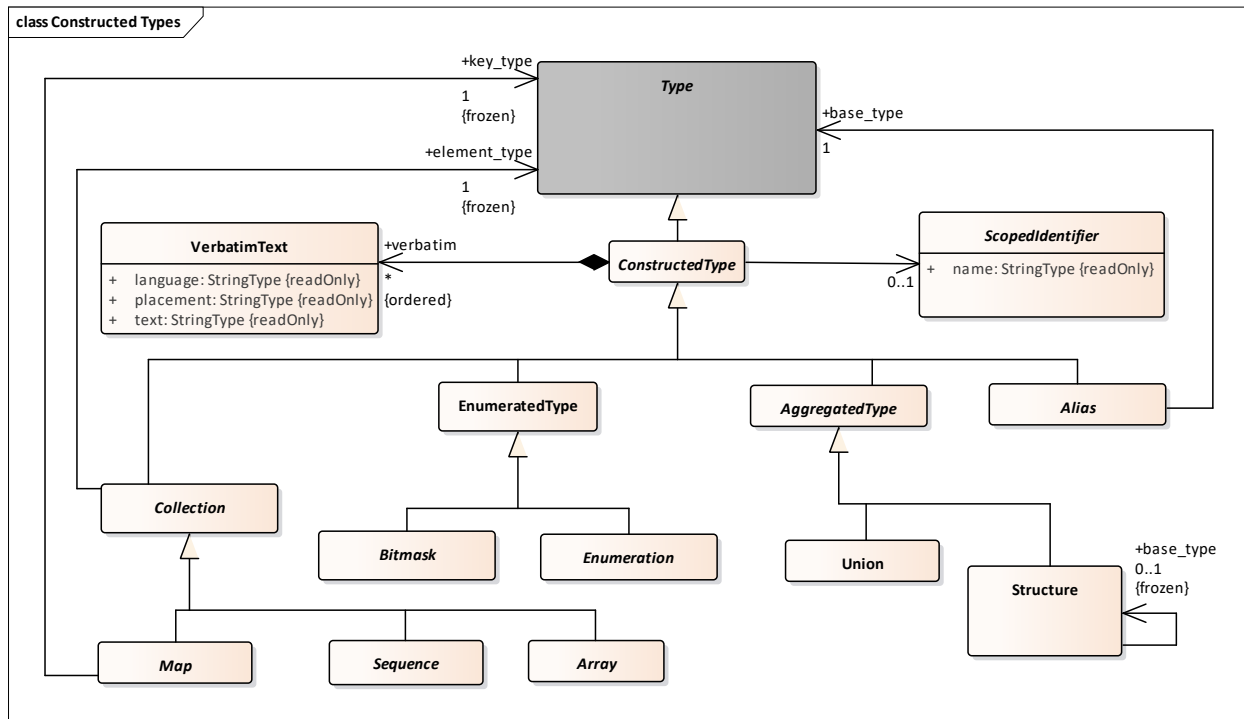 class Constructed Types
+key_type
1
{frozen}
Type
+base_type
1
+element_type
1
{frozen}
VerbatimText
+ language: StringType {readOnly}
+ placement: StringType {readOnly}
+ text: StringType {readOnly}
+verbatim
*
{ordered}
ConstructedType
0..1
ScopedIdentifier
+ name: StringType {readOnly}
EnumeratedType
AggregatedType
Alias
Collection
Bitmask
Enumeration
Union
Structure
+base_type
0..1
{frozen}
Map
Sequence
Array